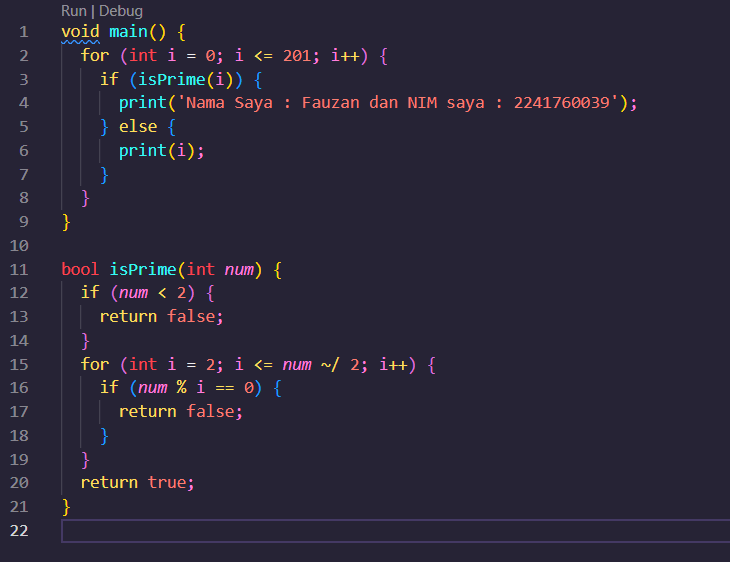 Run | Debug
1 void main() {
2 for (int i = 0; i <= 201; i++) {
3 if (isPrime(i)) {
4 print('Nama Saya : Fauzan dan NIM saya : 2241760039');
5 } else {
6 print(i);
7 }
8 }
9 }
10
11 bool isPrime(int num) {
12 if (num < 2) {
13 return false;
14 }
15 for (int i = 2; i <= num ~/ 2; i++) {
16 if (num % i == 0) {
17 return false;
18 }
19 }
20 return true;
21 }
22